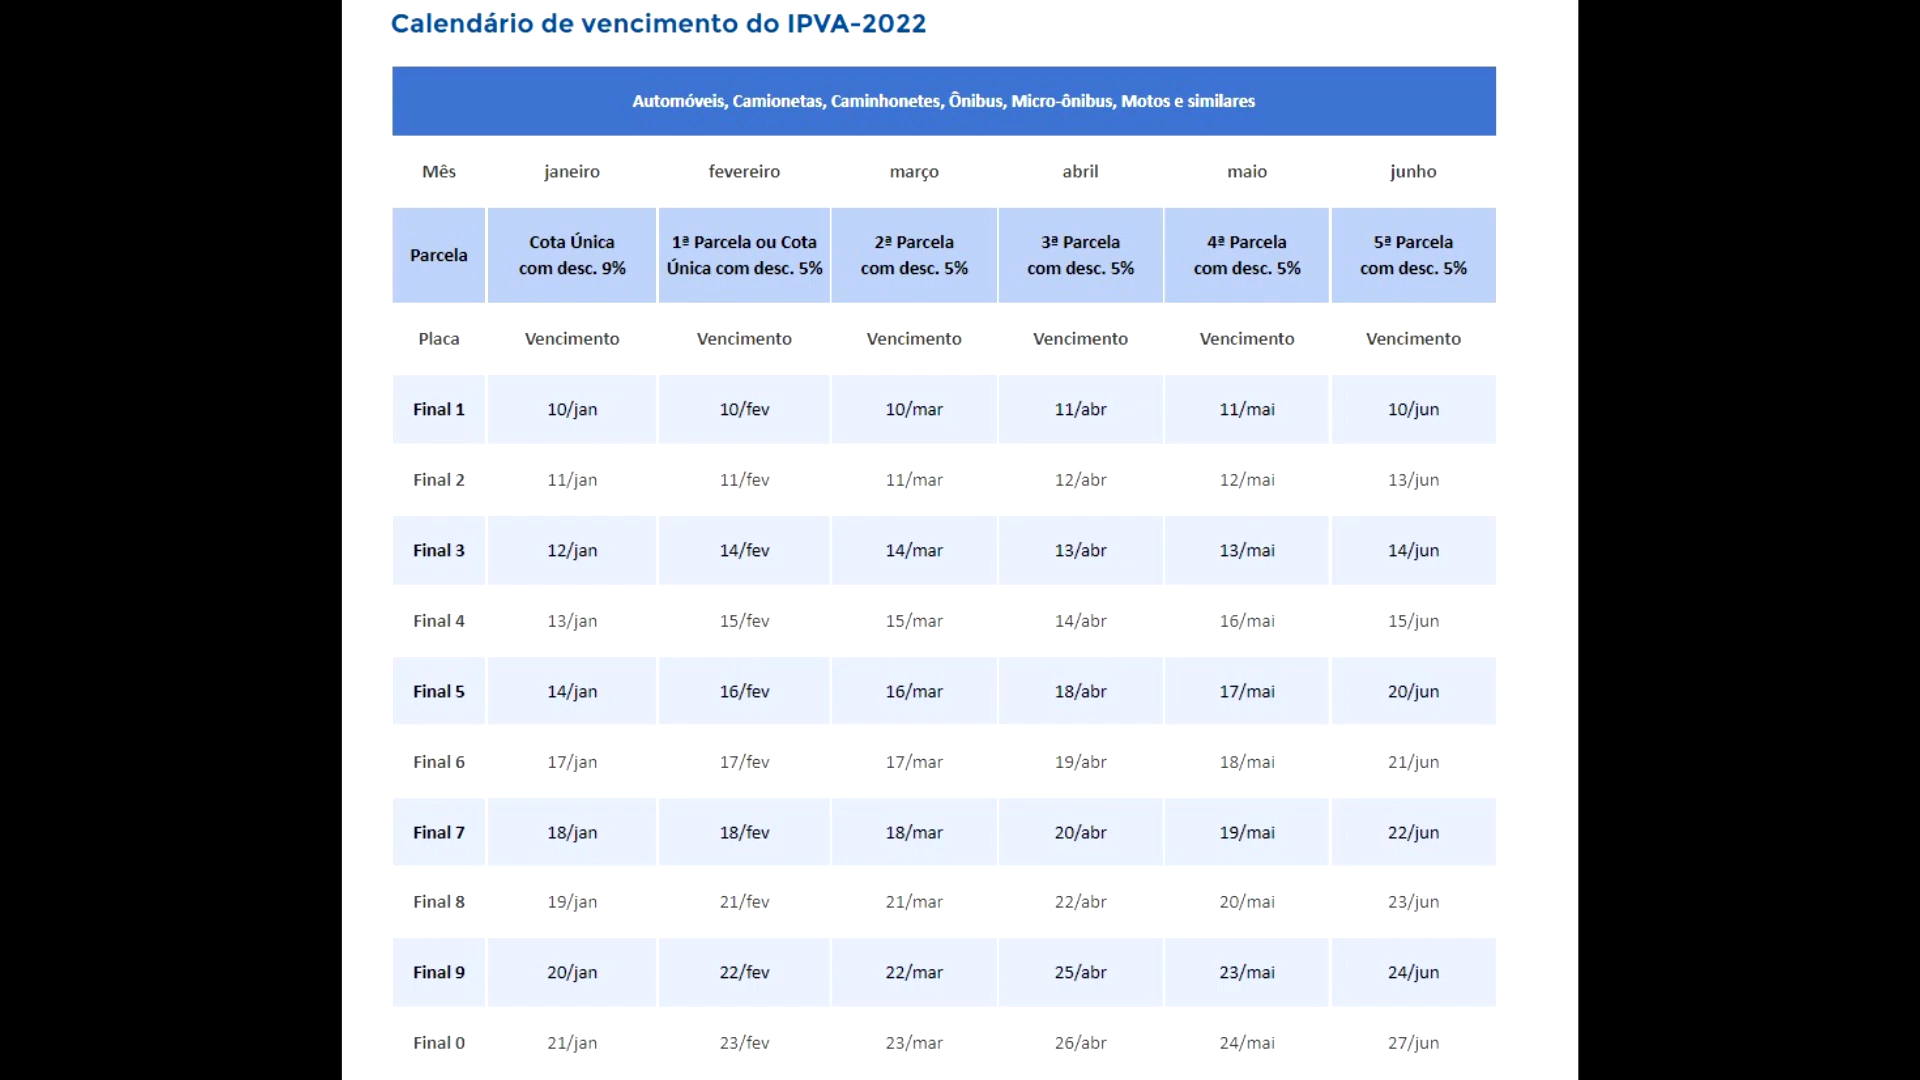 Calendário de vencimento do IPVA-2022
Automóveis, Camionetas, Caminhonetes, Ônibus, Micro-ônibus, Motos e similares
Mês janeiro fevereiro março abril maio junho
Parcela Cota Única com desc. 9% 1ª Parcela ou Cota Única com desc. 5% 2ª Parcela com desc. 5% 3ª Parcela com desc. 5% 4ª Parcela com desc. 5% 5ª Parcela com desc. 5%
Placa Vencimento Vencimento Vencimento Vencimento Vencimento Vencimento
Final 1 10/jan 10/fev 10/mar 11/abr 11/mai 10/jun
Final 2 11/jan 11/fev 11/mar 12/abr 12/mai 13/jun
Final 3 12/jan 14/fev 14/mar 13/abr 13/mai 14/jun
Final 4 13/jan 15/fev 15/mar 14/abr 16/mai 15/jun
Final 5 14/jan 16/fev 16/mar 18/abr 17/mai 20/jun
Final 6 17/jan 17/fev 17/mar 19/abr 18/mai 21/jun
Final 7 18/jan 18/fev 18/mar 20/abr 19/mai 22/jun
Final 8 19/jan 21/fev 21/mar 22/abr 20/mai 23/jun
Final 9 20/jan 22/fev 22/mar 25/abr 23/mai 24/jun
Final 0 21/jan 23/fev 23/mar 26/abr 24/mai 27/jun